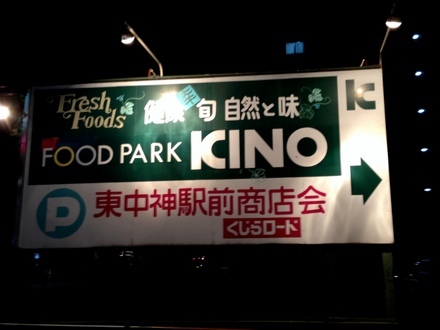 Fresh
Foods
健康 旬 自然と味
K
FOOD PARK KINO
P 東中神駅前商店会
くじらロード